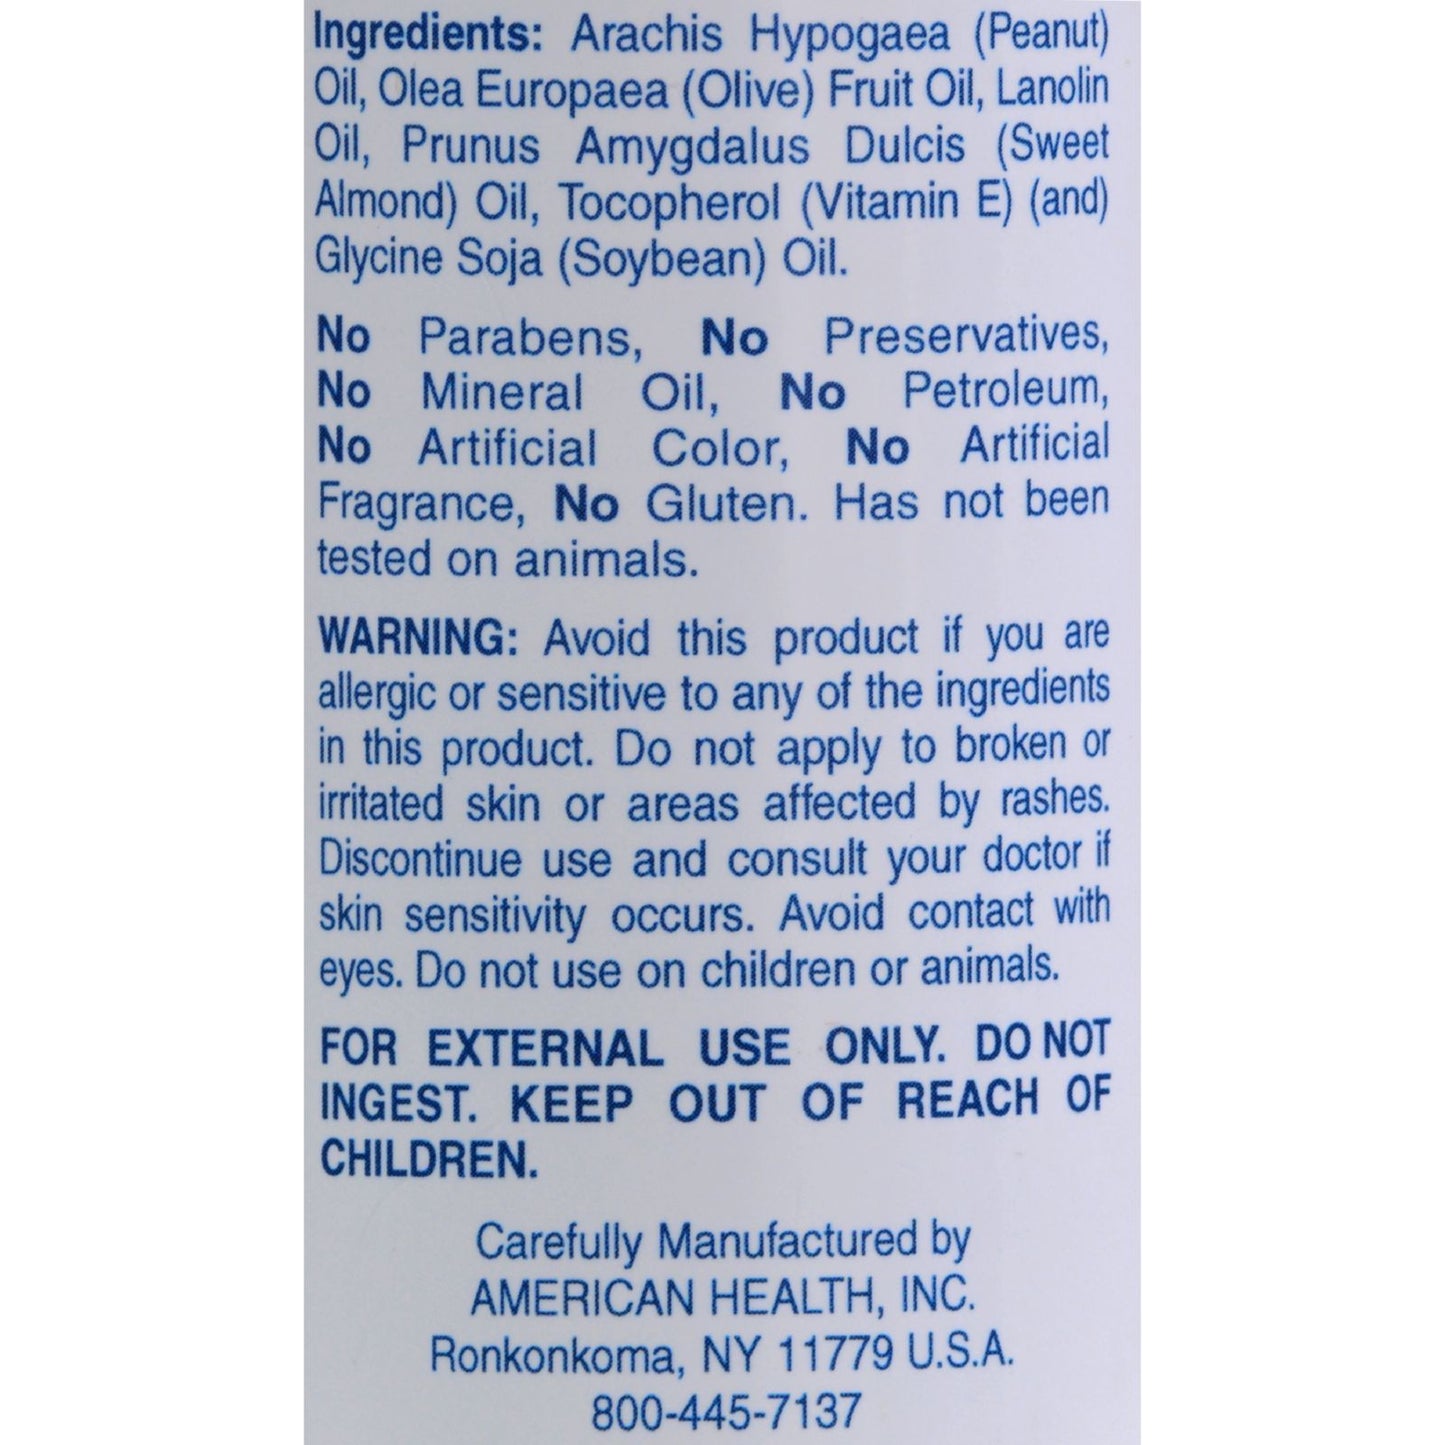 Ingredients: Arachis Hypogaea (Peanut)
Oil, Olea Europaea (Olive) Fruit Oil, Lanolin
Oil, Prunus Amygdalus Dulcis (Sweet
Almond) Oil, Tocopherol (Vitamin E) (and)
Glycine Soja (Soybean) Oil.
No Parabens, No Preservatives,
No Mineral Oil, No Petroleum,
No Artificial Color, No Artificial
Fragrance, No Gluten. Has not been
tested on animals.
WARNING: Avoid this product if you are
allergic or sensitive to any of the ingredients
in this product. Do not apply to broken or
irritated skin or areas affected by rashes.
Discontinue use and consult your doctor if
skin sensitivity occurs. Avoid contact with
eyes. Do not use on children or animals.
FOR EXTERNAL USE ONLY. DO NOT
INGEST. KEEP OUT OF REACH OF
CHILDREN.
Carefully Manufactured by
AMERICAN HEALTH, INC.
Ronkonkoma, NY 11779 U.S.A.
800-445-7137